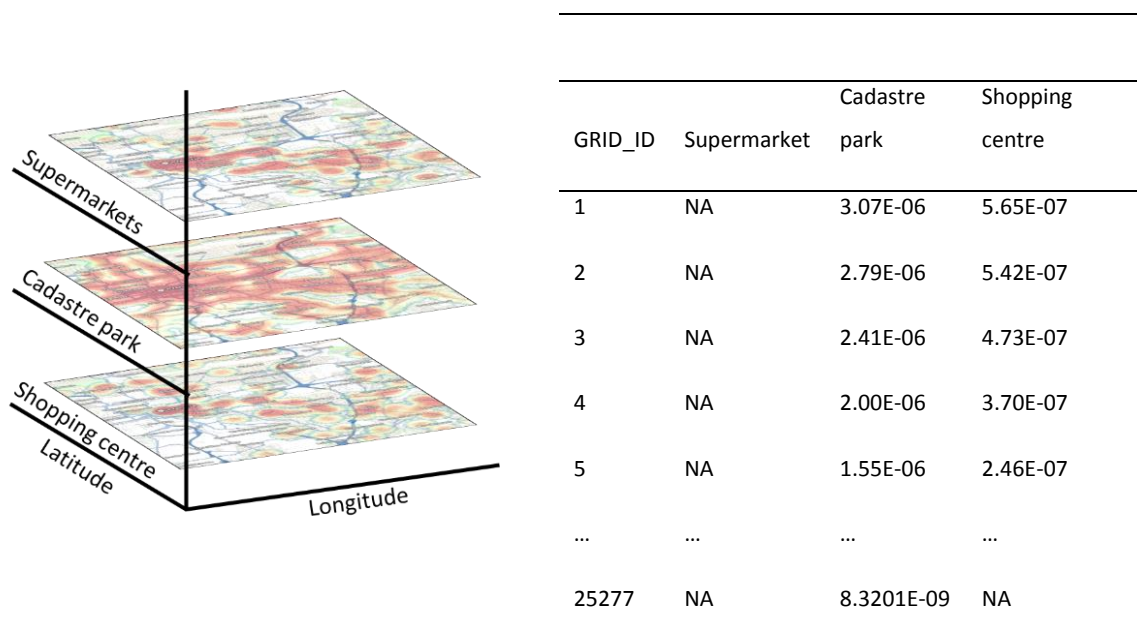 Supermarkets
Cadastre park
Shopping centre
Latitude
Longitude
Cadastre Shopping
GRID_ID Supermarket park centre
1 NA 3.07E-06 5.65E-07
2 NA 2.79E-06 5.42E-07
3 NA 2.41E-06 4.73E-07
4 NA 2.00E-06 3.70E-07
5 NA 1.55E-06 2.46E-07
... ... ... ...
25277 NA 8.3201E-09 NA